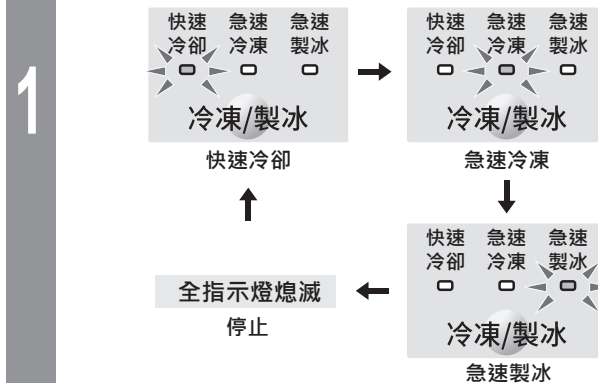 1
快速 急速 急速
冷卻 冷凍 製冰
冷凍/製冰
快速冷卻
快速 急速 急速
冷卻 冷凍 製冰
冷凍/製冰
急速冷凍
快速 急速 急速
冷卻 冷凍 製冰
冷凍/製冰
急速製冰
全指示燈熄滅
停止